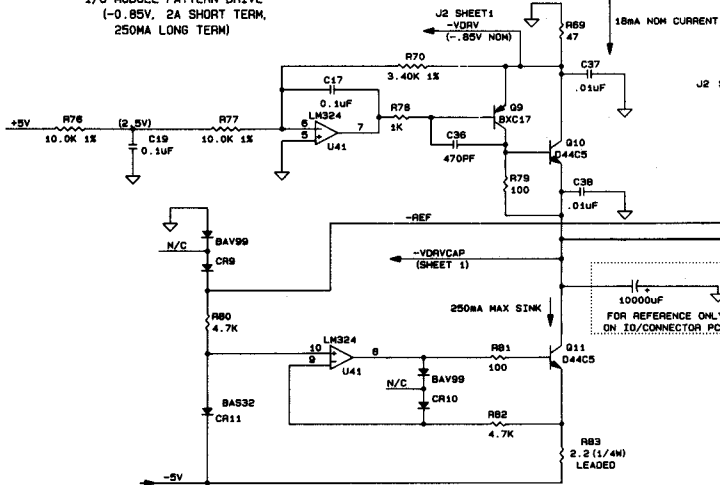 I/O MODULE PATTERN DRIVE
(-0.85V, 2A SHORT TERM,
250MA LONG TERM)
J2 SHEET1
-VDRV
(-.85V NOM)
R69
47
18mA NOM CURRENT
R70
3.40K 1%
C37
.01uF
J2
C17
0.1uF
R78
1K
Q9
BXC17
+5V
R76
10.0K 1%
(2.5V)
C19
0.1uF
R77
10.0K 1%
LM324
6
5
7
U41
C36
470PF
Q10
D44C5
R79
100
C38
.01uF
-REF
N/C
BAV99
CR9
-VDRVCAP
(SHEET 1)
10000uF
FOR REFERENCE ONLY
ON IO/CONNECTOR PC
R80
4.7K
250mA MAX SINK
LM324
10
9
8
U41
R81
100
Q11
D44C5
N/C
BAV99
CR10
BAS32
CR11
R82
4.7K
R83
2.2(1/4W)
LEADED
-5V